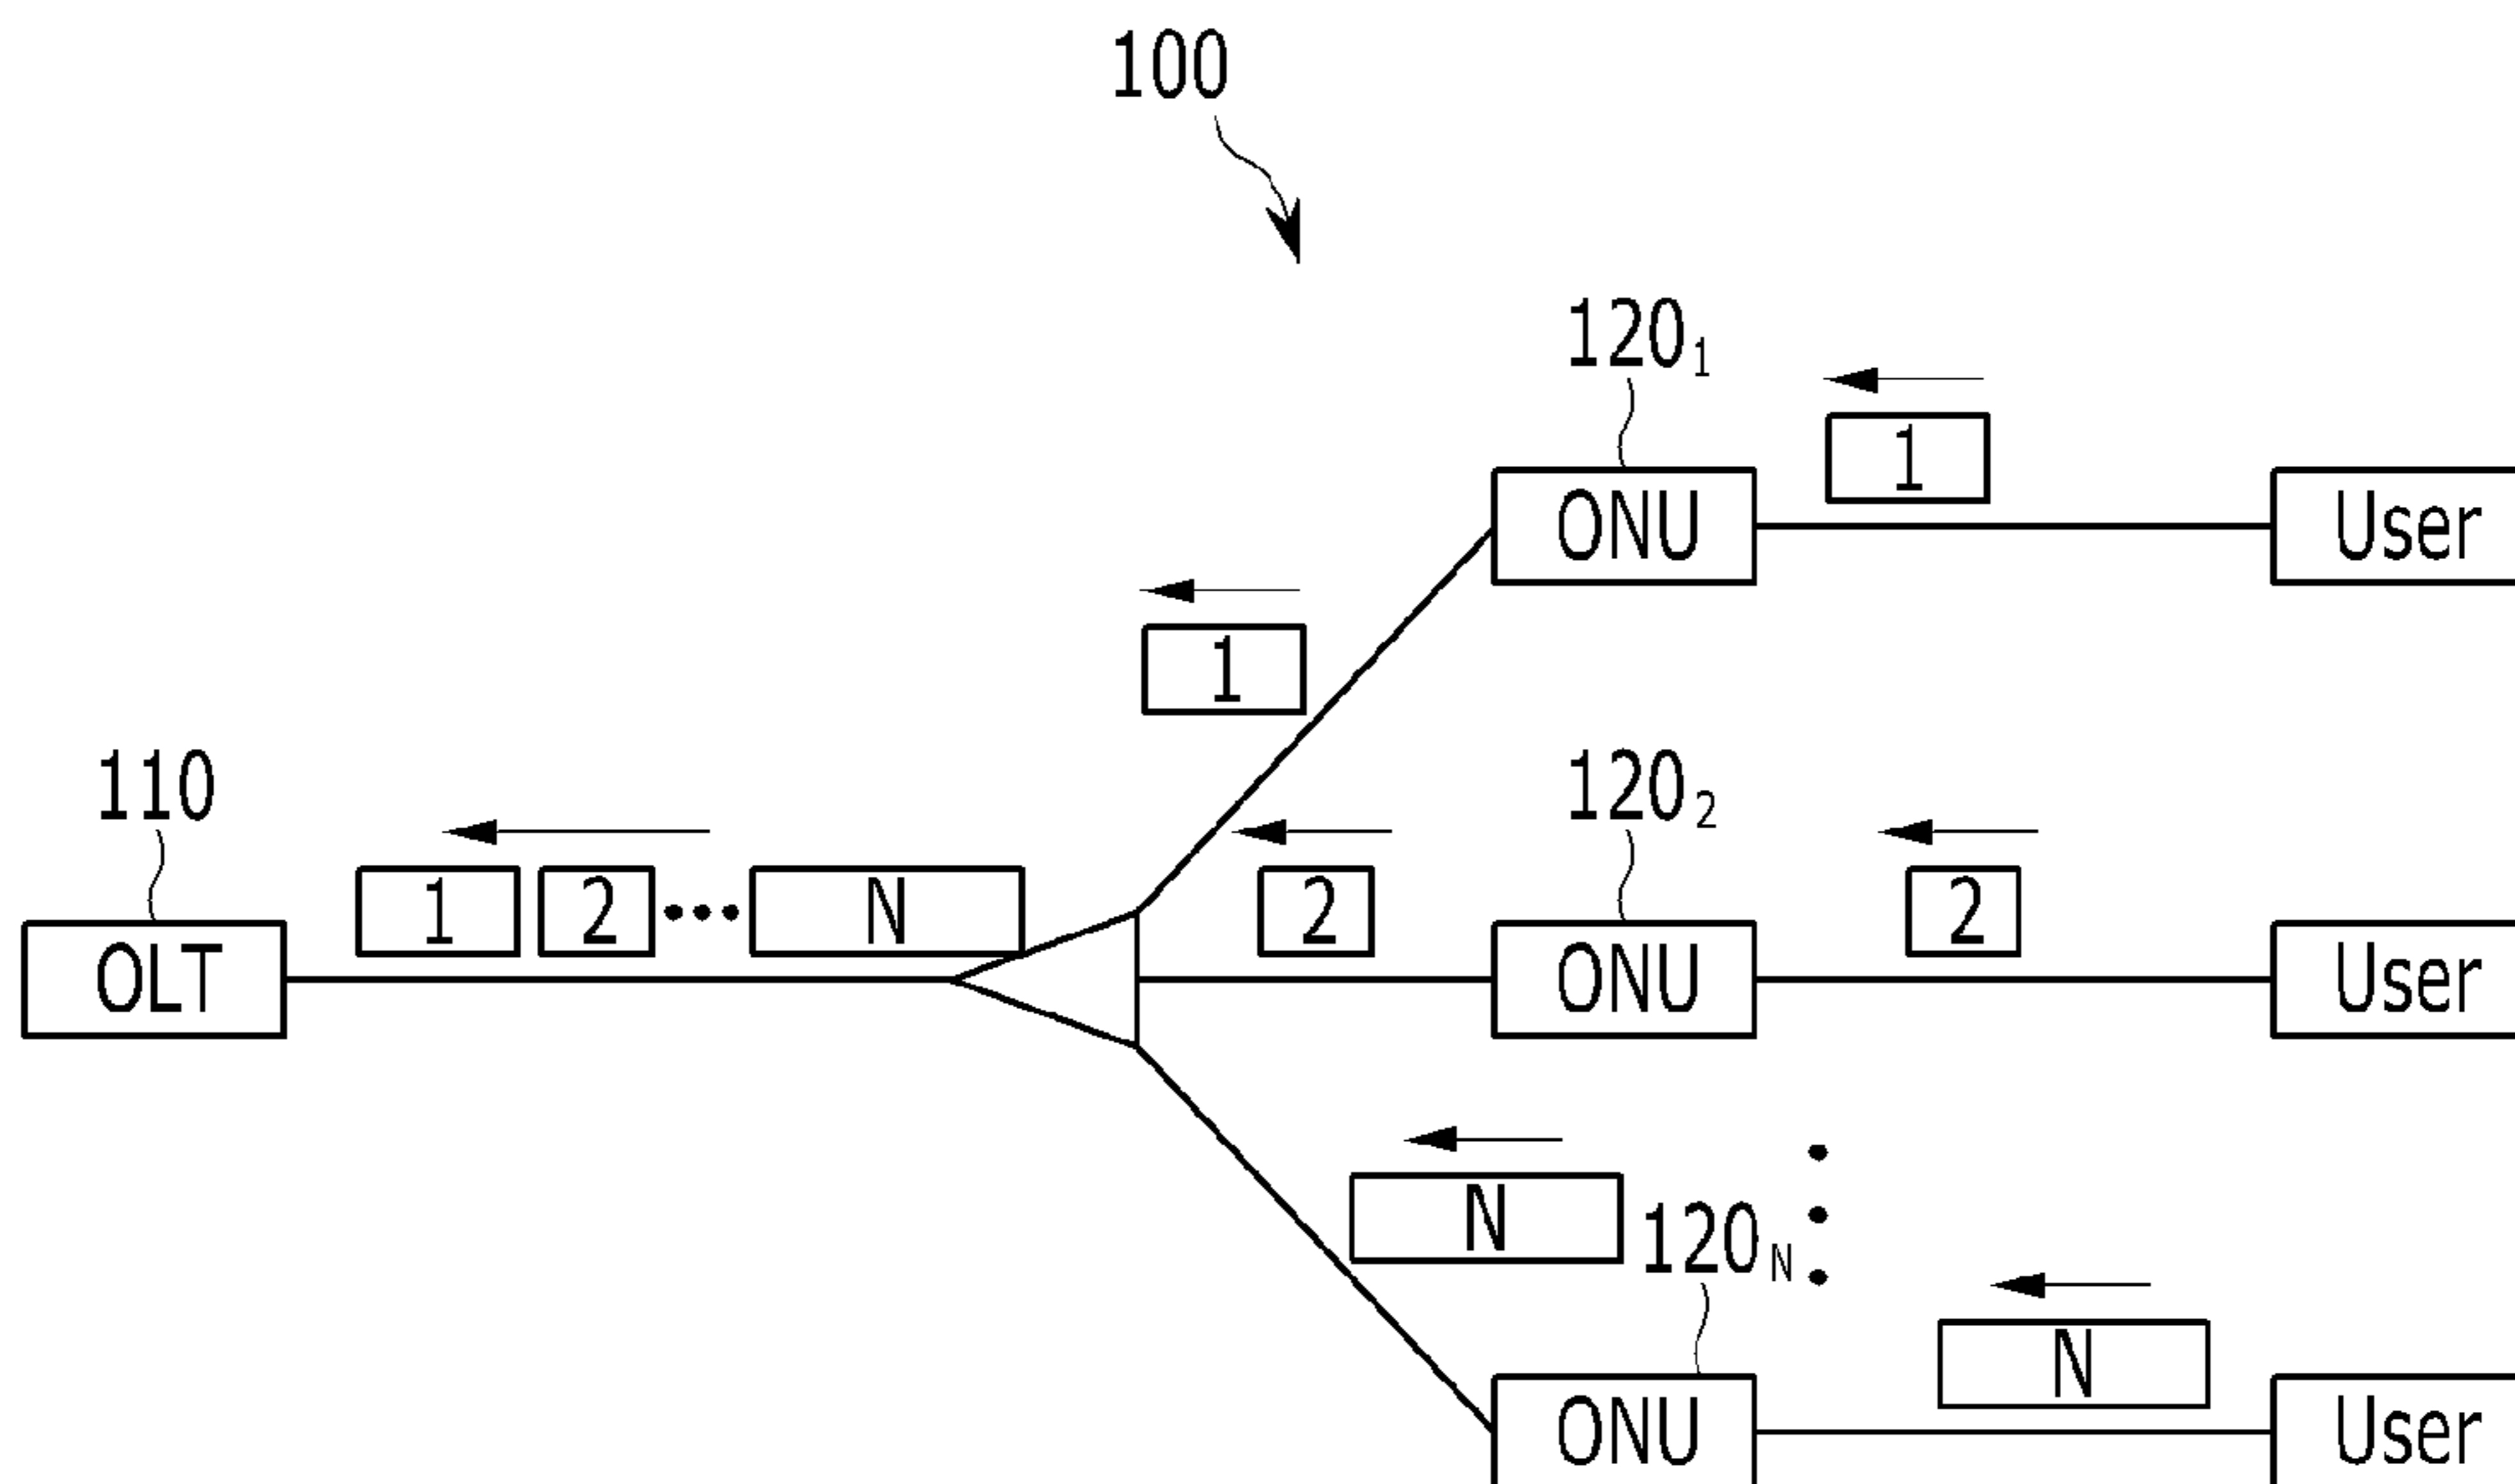 100
120₁
1
ONU
User
1
110
120₂
1 2 ••• N
2
2
OLT
ONU
User
N
120N
N
ONU
User